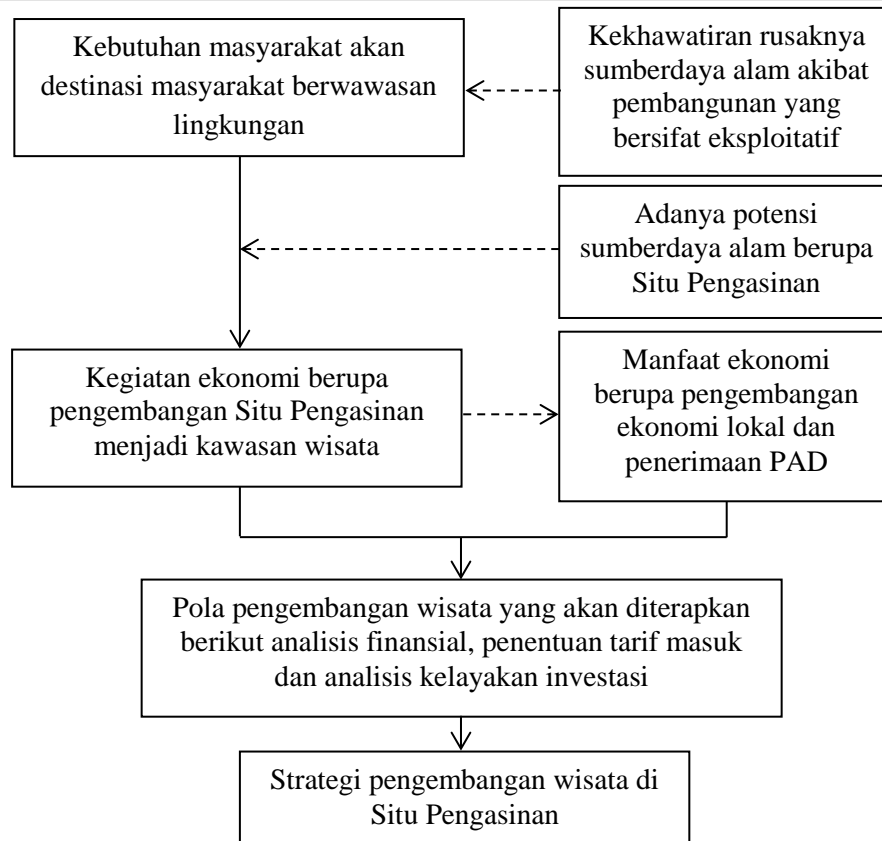 Kebutuhan masyarakat akan
destinasi masyarakat berwawasan
lingkungan
Kekhawatiran rusaknya
sumberdaya alam akibat
pembangunan yang
bersifat eksploitatif
Adanya potensi
sumberdaya alam berupa
Situ Pengasinan
Kegiatan ekonomi berupa
pengembangan Situ Pengasinan
menjadi kawasan wisata
Manfaat ekonomi
berupa pengembangan
ekonomi lokal dan
penerimaan PAD
Pola pengembangan wisata yang akan diterapkan
berikut analisis finansial, penentuan tarif masuk
dan analisis kelayakan investasi
Strategi pengembangan wisata di
Situ Pengasinan